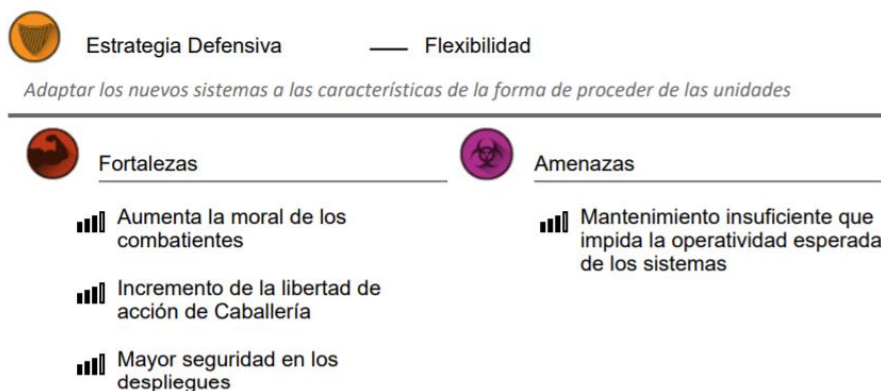 Estrategia Defensiva — Flexibilidad
Adaptar los nuevos sistemas a las características de la forma de proceder de las unidades
Fortalezas
Aumenta la moral de los
combatientes
Incremento de la libertad de
acción de Caballería
Mayor seguridad en los
despliegues
Amenazas
Mantenimiento insuficiente que
impida la operatividad esperada
de los sistemas